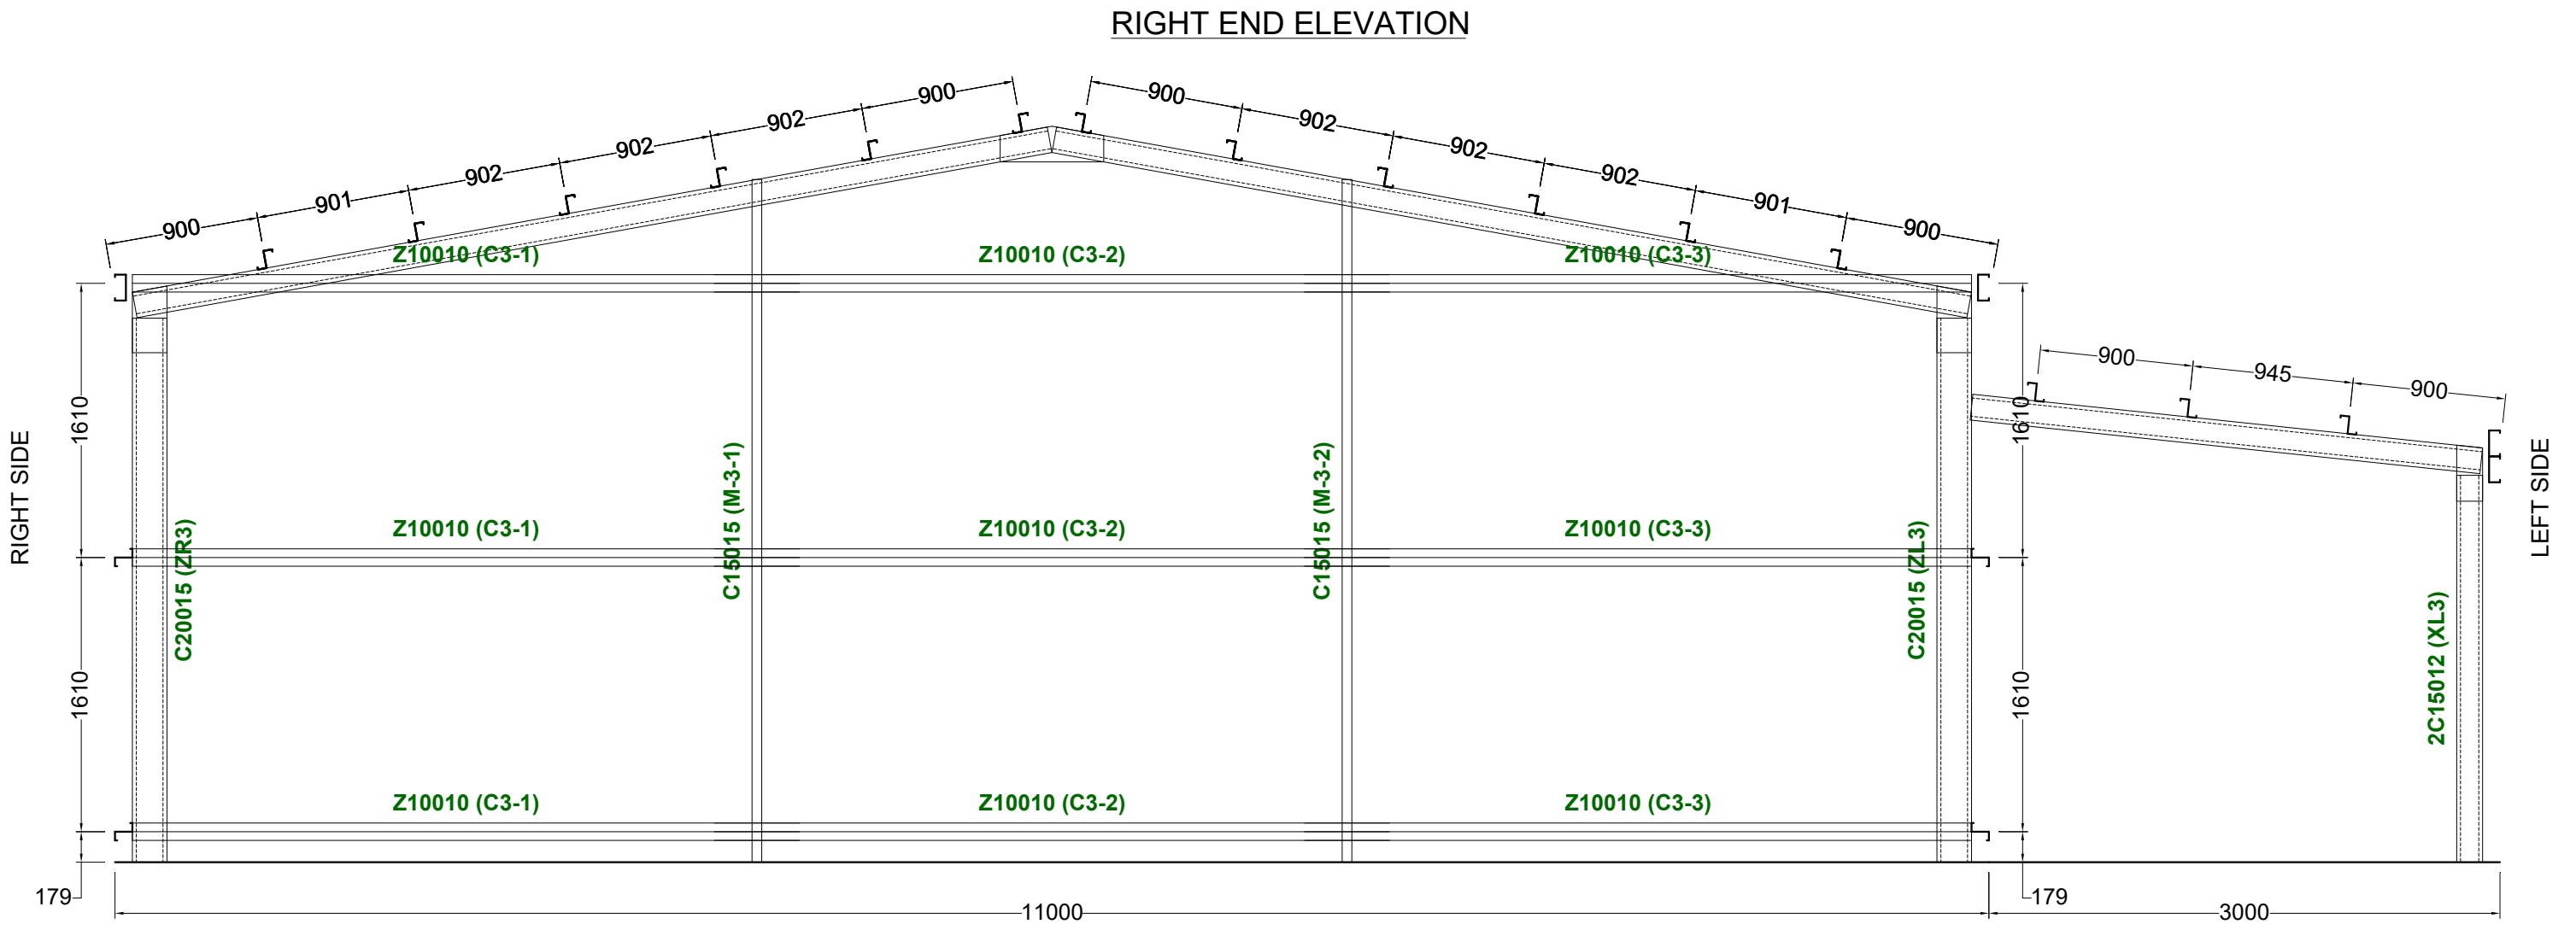 RIGHT END ELEVATION
900
901
902
902
902
900
900
902
902
902
901
900
Z10010 (C3-1)
Z10010 (C3-2)
Z10010 (C3-3)
900
945
900
1610
1610
RIGHT SIDE
LEFT SIDE
C20015 (ZR3)
C15015 (M-3-1)
C15015 (M-3-2)
C20015 (ZL3)
2C15012 (XL3)
Z10010 (C3-1)
Z10010 (C3-2)
Z10010 (C3-3)
1610
1610
Z10010 (C3-1)
Z10010 (C3-2)
Z10010 (C3-3)
179
179
11000
3000